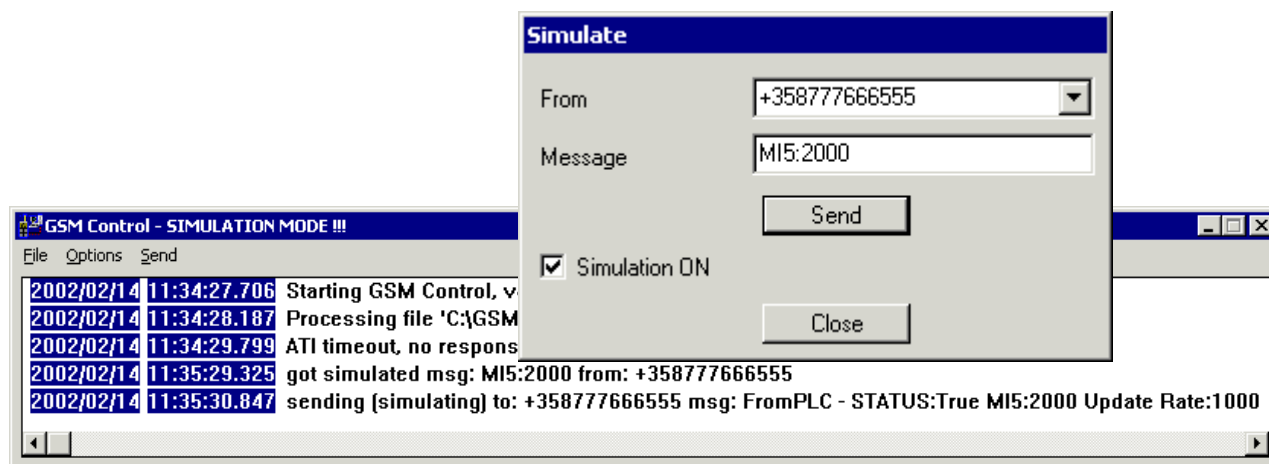 Simulate
From +358777666555
Message MI5:2000
Send
Simulation ON
Close
GSM Control - SIMULATION MODE !!!
File Options Send
2002/02/14 11:34:27.706 Starting GSM Control,
2002/02/14 11:34:28.187 Processing file 'C:\GSM
2002/02/14 11:34:29.799 ATI timeout, no respons
2002/02/14 11:35:29.325 got simulated msg: MI5:2000 from: +358777666555
2002/02/14 11:35:30.847 sending (simulating) to: +358777666555 msg: FromPLC - STATUS:True MI5:2000 Update Rate:1000